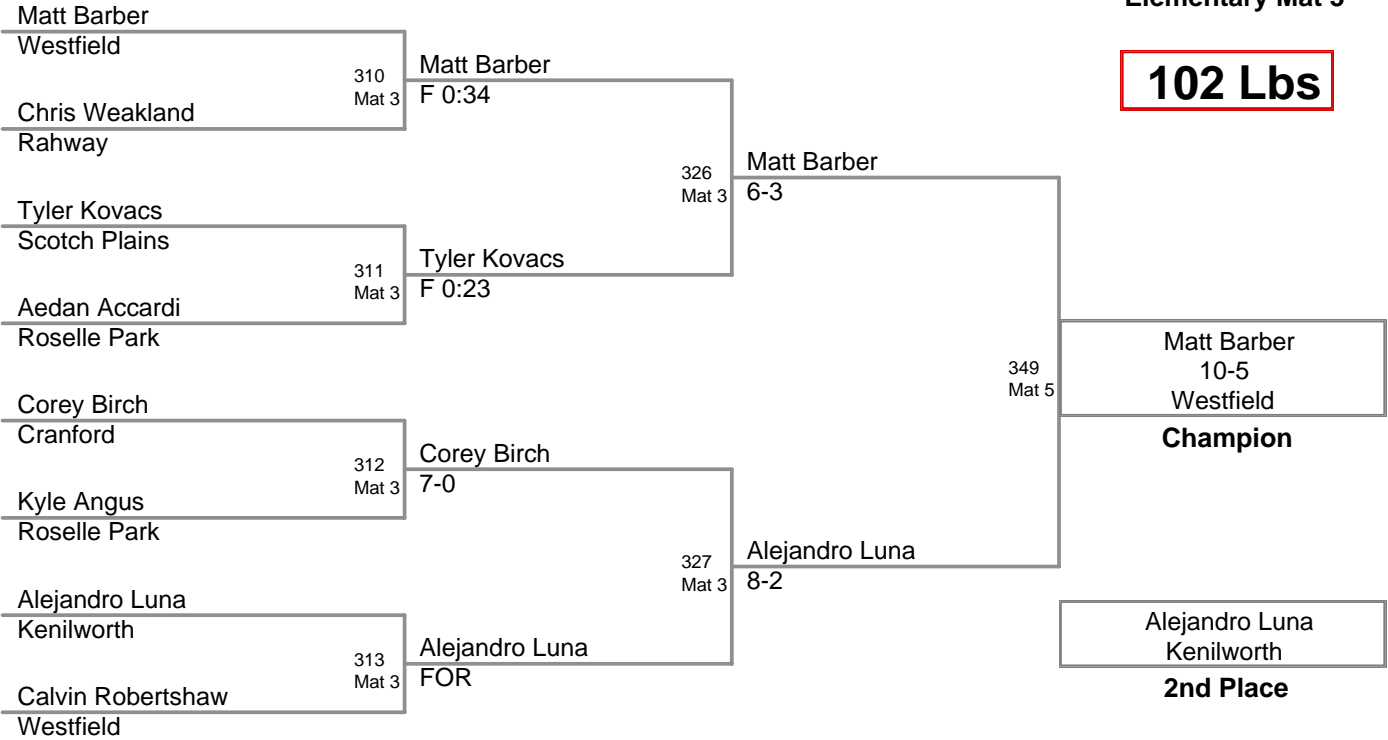 Elementary Mat 5
102 Lbs
Matt Barber
Westfield
310
Mat 3
Chris Weakland
Rahway
Matt Barber
F 0:34
Tyler Kovacs
Scotch Plains
311
Mat 3
Aedan Accardi
Roselle Park
Tyler Kovacs
F 0:23
326
Mat 3
Matt Barber
6-3
Corey Birch
Cranford
312
Mat 3
Kyle Angus
Roselle Park
Corey Birch
7-0
Alejandro Luna
Kenilworth
313
Mat 3
Calvin Robertshaw
Westfield
Alejandro Luna
FOR
327
Mat 3
Alejandro Luna
8-2
349
Mat 5
Matt Barber
10-5
Westfield
Champion
Alejandro Luna
Kenilworth
2nd Place